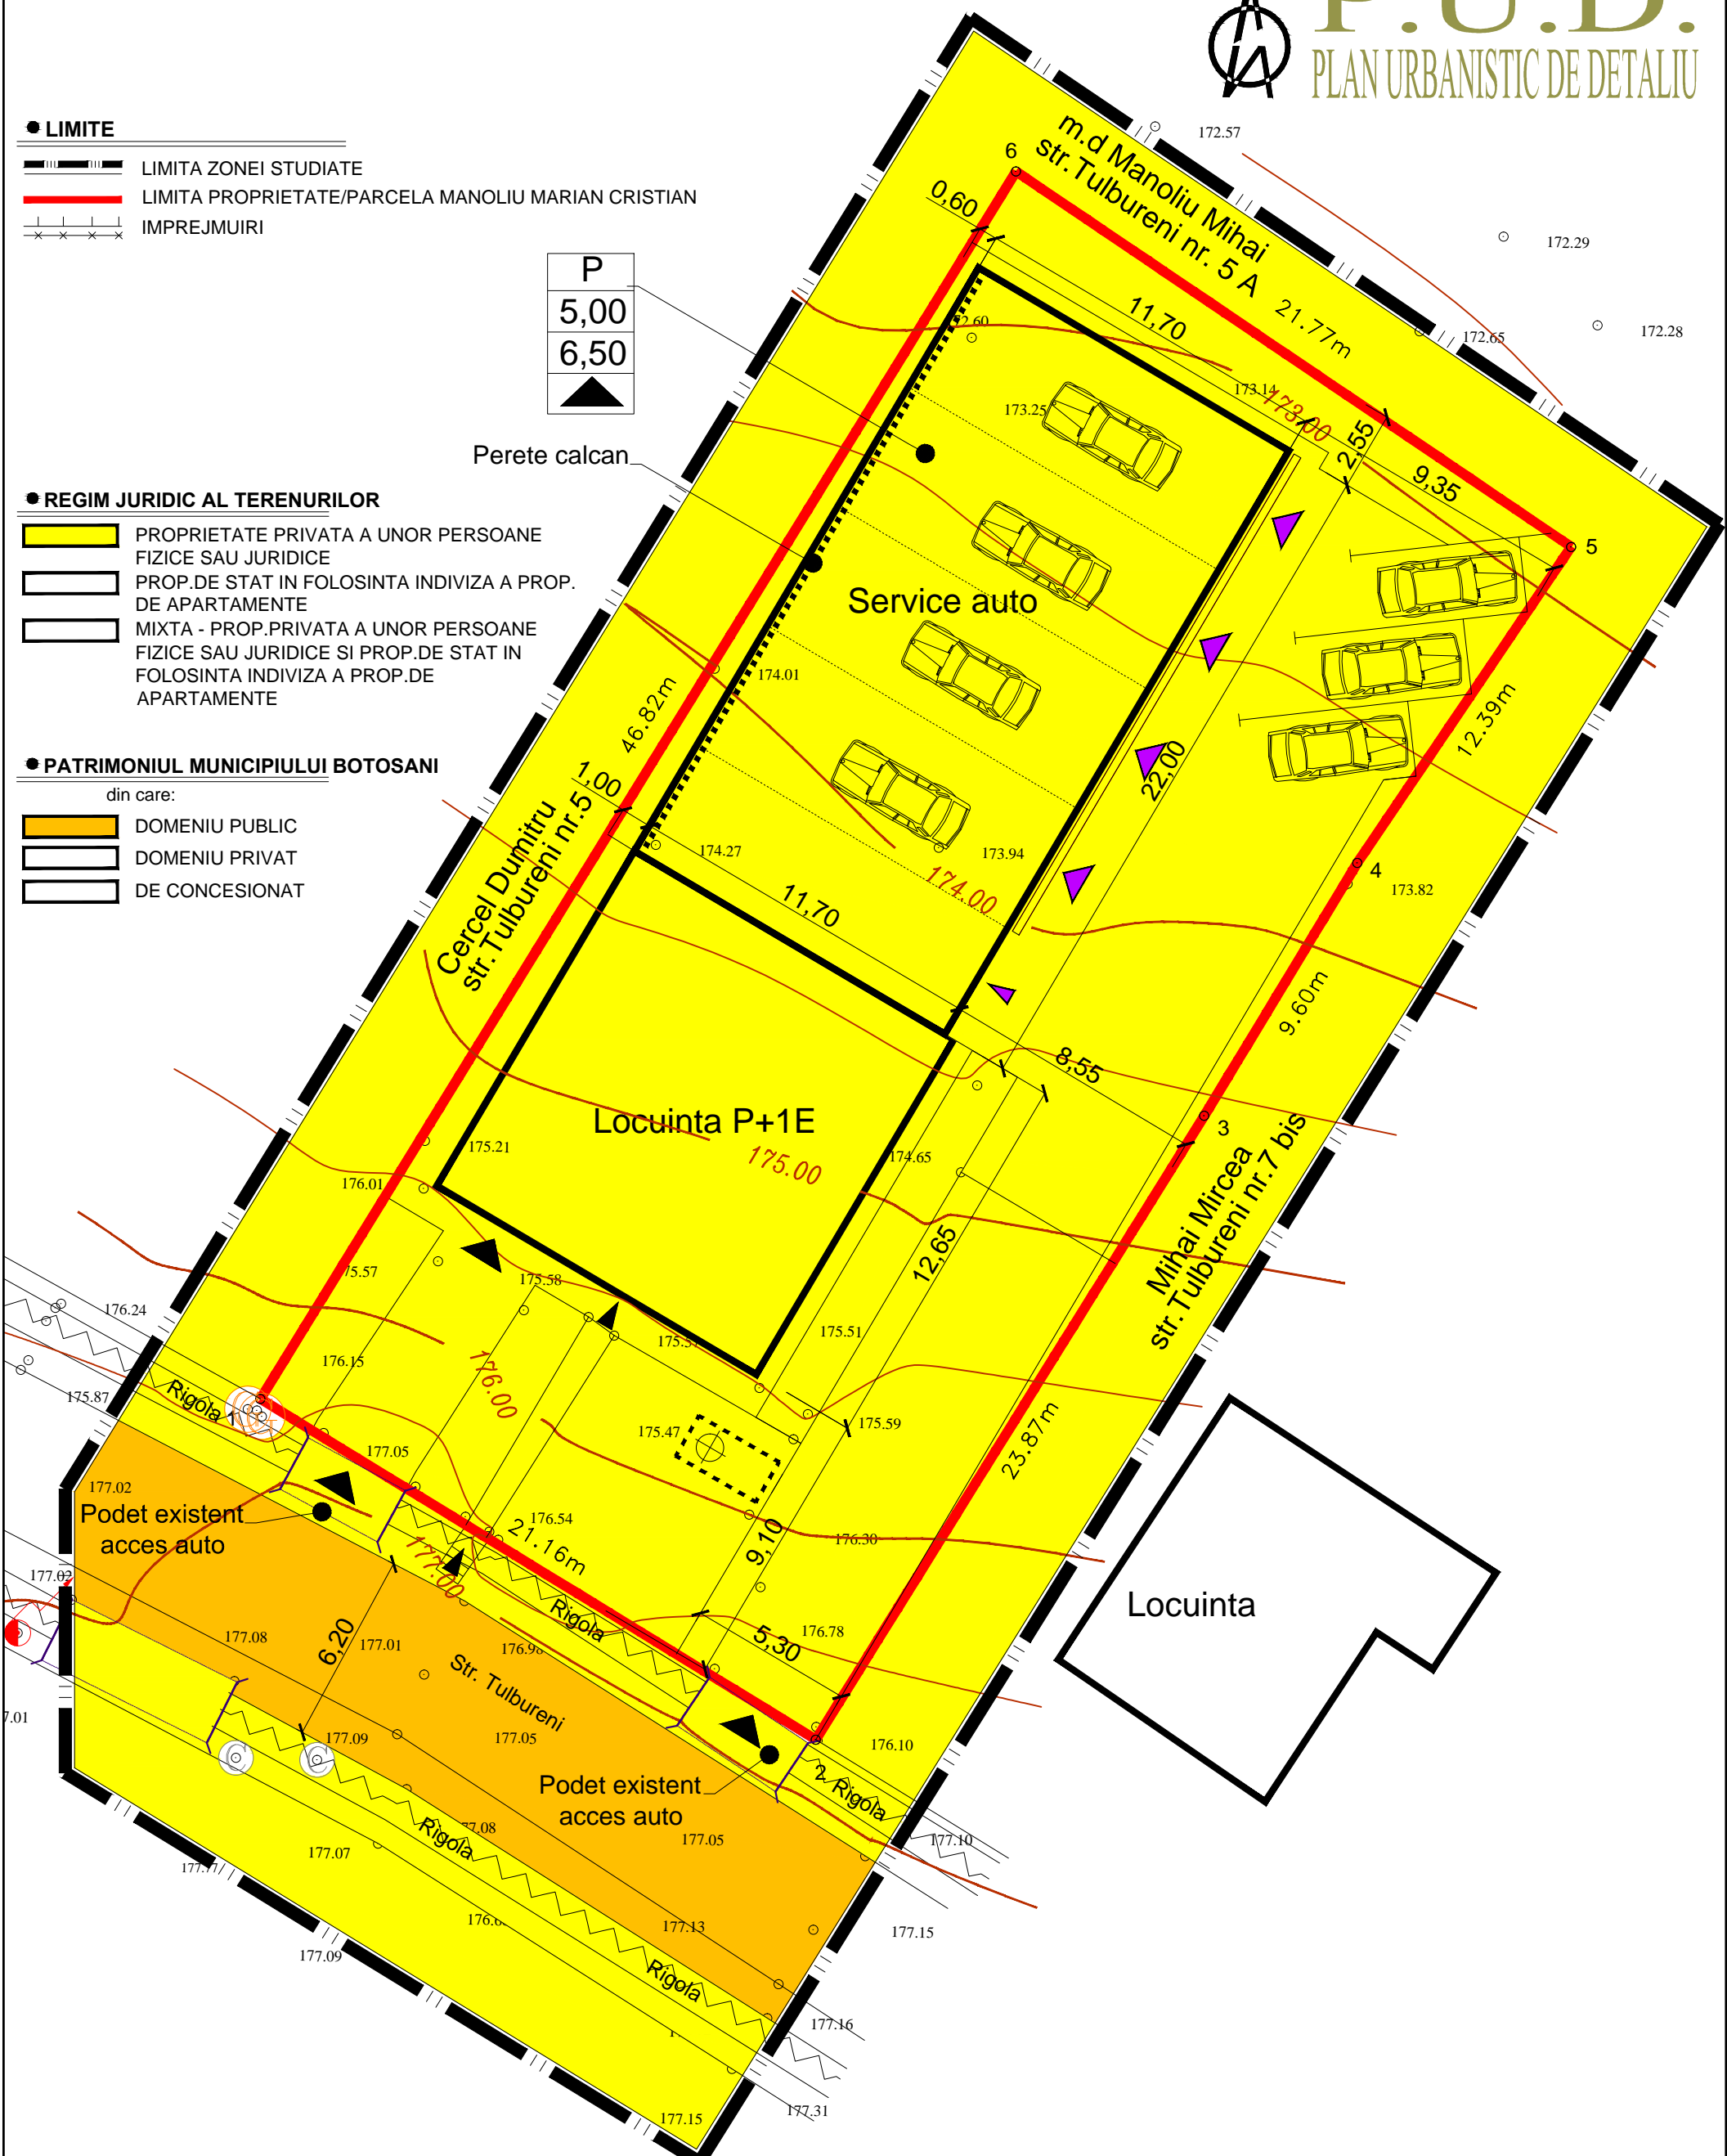 P.U.D.
PLAN URBANISTIC DE DETALIU
LIMITE
LIMITA ZONEI STUDIATE
LIMITA PROPRIETATE/PARCELA MANOLIU MARIAN CRISTIAN
IMPREJMUIRI
P
5,00
6,50
Perete calcan
REGIM JURIDIC AL TERENURILOR
PROPRIETATE PRIVATA A UNOR PERSOANE
FIZICE SAU JURIDICE
PROP.DE STAT IN FOLOSINTA INDIVIZA A PROP.
DE APARTAMENTE
MIXTA - PROP.PRIVATA A UNOR PERSOANE
FIZICE SAU JURIDICE SI PROP.DE STAT IN
FOLOSINTA INDIVIZA A PROP.DE
APARTAMENTE
PATRIMONIUL MUNICIPIULUI BOTOSANI
din care:
DOMENIU PUBLIC
DOMENIU PRIVAT
DE CONCESIONAT
m.d Manoliu Mihai
str.Tulbureni nr. 5 A
172.57
172.29
172.28
172.65
6
0,60
11,70
21.77m
72.60
173.14
173.00
173.25
2,55
9,35
5
Service auto
174.01
46.82m
12.39m
22,00
1,00
Cercel Dumitru
str.Tulbureni nr.5
174.27
173.94
174.00
11,70
4
173.82
9.60m
8,55
3
Locuinta P+1E
175.00
175.21
174.65
176.01
Mihai Mircea
str.Tulbureni nr.7 bis
12,65
75.57
175.58
175.51
176.24
176.15
176.00
175.87
Rigola
1
175.47
175.59
23.87m
177.05
177.02
Podet existent
acces auto
176.54
21.16m
9,10
176.30
177.00
177.02
Locuinta
Rigola
6,20
177.08
177.01
5,30
176.78
Str. Tulbureni
7.01
177.09
177.05
176.10
C
C
Podet existent
acces auto
2
Rigola
77.08
Rigola
177.05
177.10
177.07
177.77
177.13
177.15
177.09
Rigola
177.16
177.31
177.15